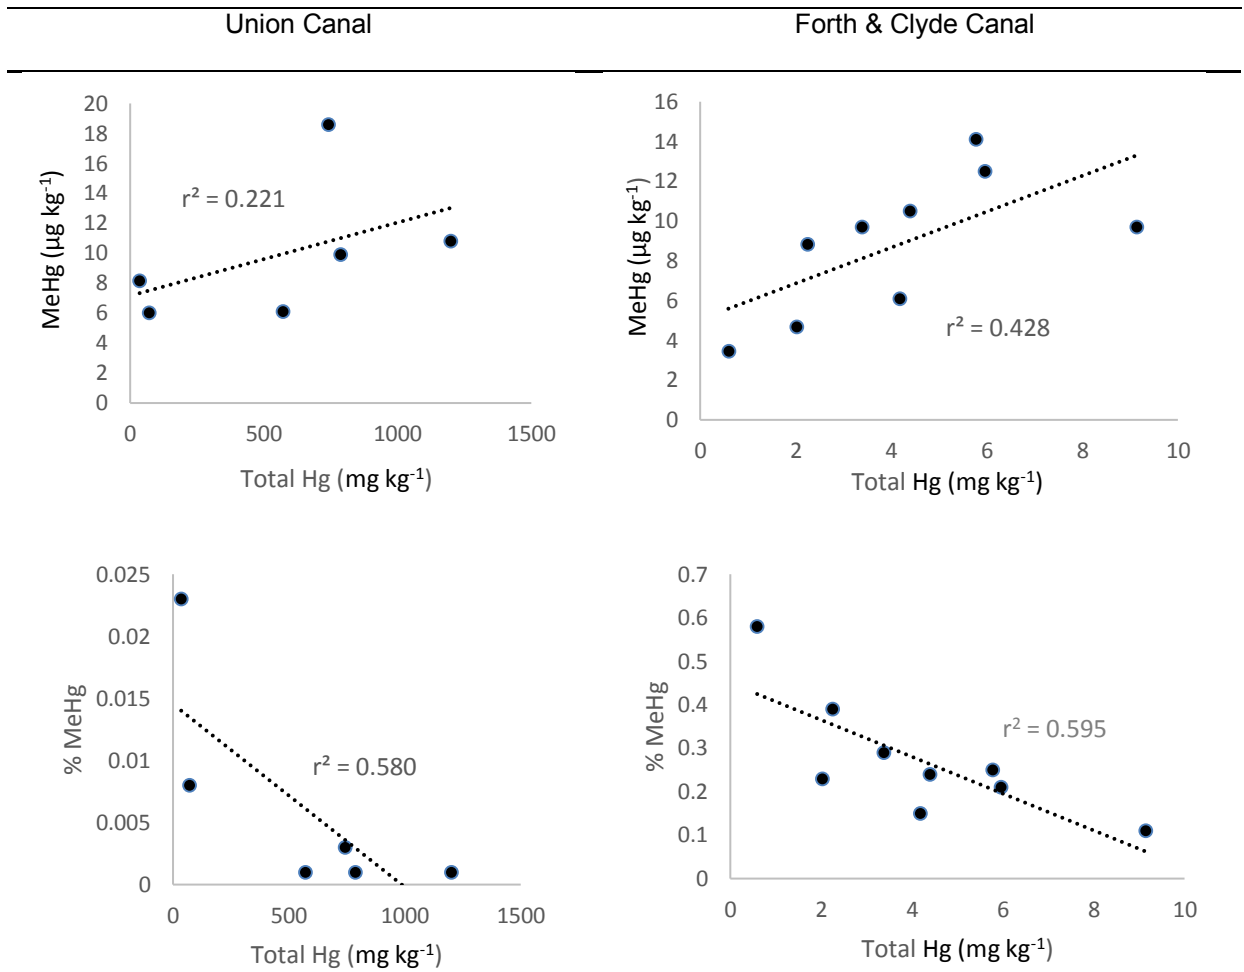 Union Canal
Forth & Clyde Canal
20
18
16
14
12
10
8
6
4
2
0
MeHg (µg kg⁻¹)
r² = 0.221
0 500 1000 1500
Total Hg (mg kg⁻¹)
16
14
12
10
8
6
4
2
0
MeHg (µg kg⁻¹)
r² = 0.428
0 2 4 6 8 10
Total Hg (mg kg⁻¹)
0.025
0.02
0.015
0.01
0.005
0
% MeHg
r² = 0.580
0 500 1000 1500
Total Hg (mg kg⁻¹)
0.7
0.6
0.5
0.4
0.3
0.2
0.1
0
% MeHg
r² = 0.595
0 2 4 6 8 10
Total Hg (mg kg⁻¹)